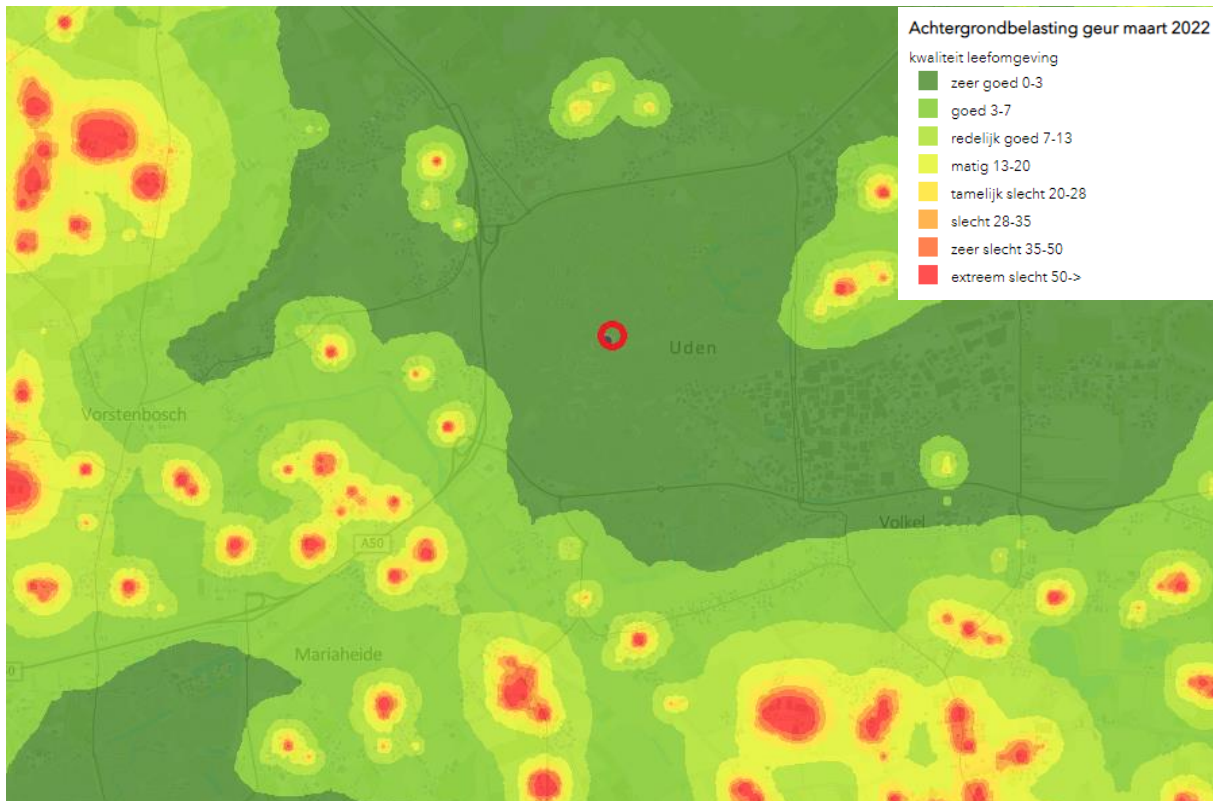 Achtergrondbelasting geur maart 2022
kwaliteit leefomgeving
zeer goed 0-3
goed 3-7
redelijk goed 7-13
matig 13-20
tamelijk slecht 20-28
slecht 28-35
zeer slecht 35-50
extreem slecht 50->
Uden
Vorstenbosch
Volkel
A50
Mariaheide
0